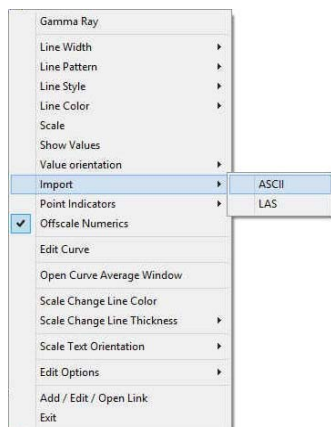 Gamma Ray
Line Width
Line Pattern
Line Style
Line Color
Scale
Show Values
Value orientation
Import
ASCII
Point Indicators
LAS
Offscale Numerics
Edit Curve
Open Curve Average Window
Scale Change Line Color
Scale Change Line Thickness
Scale Text Orientation
Edit Options
Add / Edit / Open Link
Exit